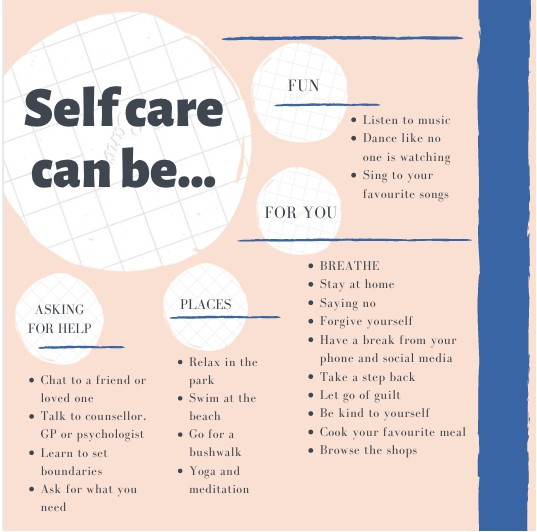 Self care
can be...
FUN
Listen to music
Dance like no
one is watching
Sing to your
favourite songs
FOR YOU
BREATHE
Stay at home
Saying no
Forgive yourself
Have a break from your
phone and social media
Take a step back
Let go of guilt
Be kind to yourself
Cook your favourite meal
Browse the shops
ASKING
FOR HELP
Chat to a friend or
loved one
Talk to counsellor,
GP or psychologist
Learn to set
boundaries
Ask for what you
need
PLACES
Relax in the
park
Swim at the
beach
Go for a
bushwalk
Yoga and
meditation